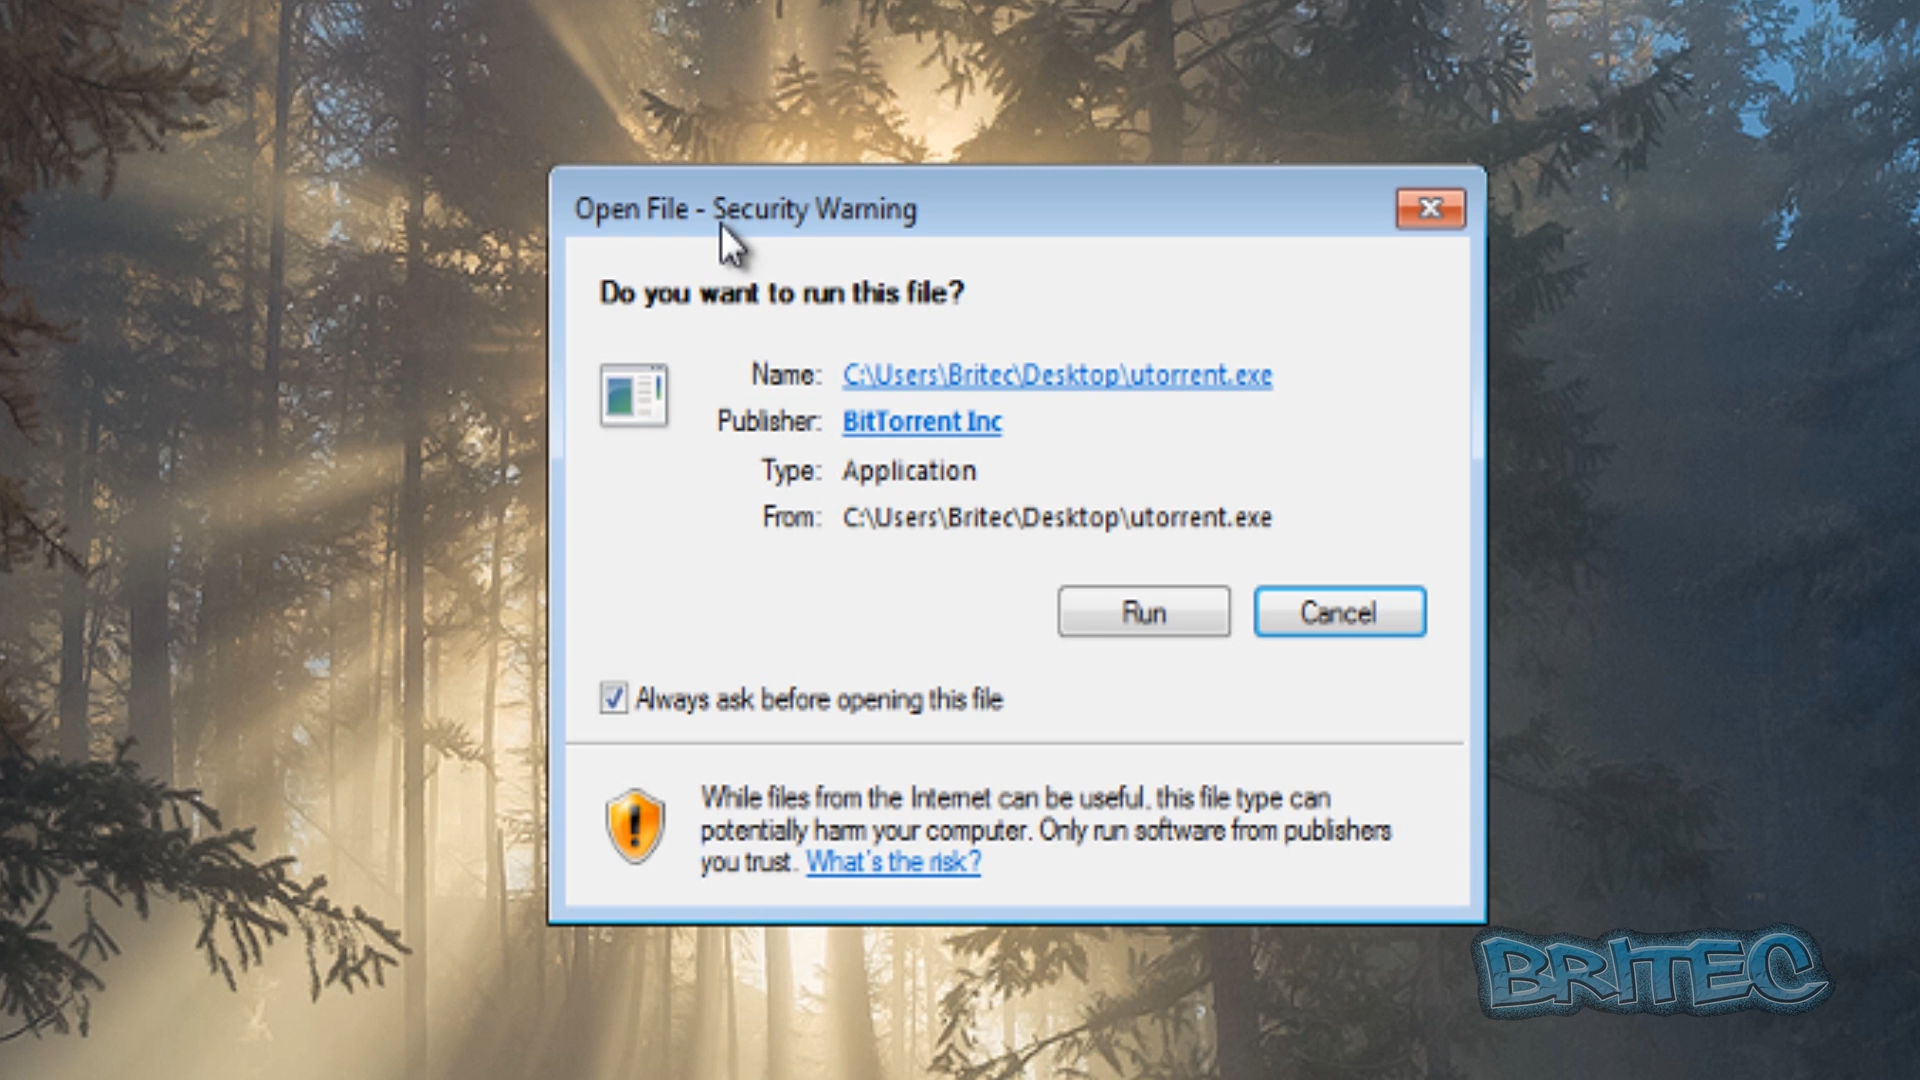 Open File - Security Warning
Do you want to run this file?
Name: C:\Users\Britec\Desktop\utorrent.exe
Publisher: BitTorrent Inc
Type: Application
From: C:\Users\Britec\Desktop\utorrent.exe
Run Cancel
Always ask before opening this file
While files from the Internet can be useful, this file type can
potentially harm your computer. Only run software from publishers
you trust. What's the risk?
BRITEC